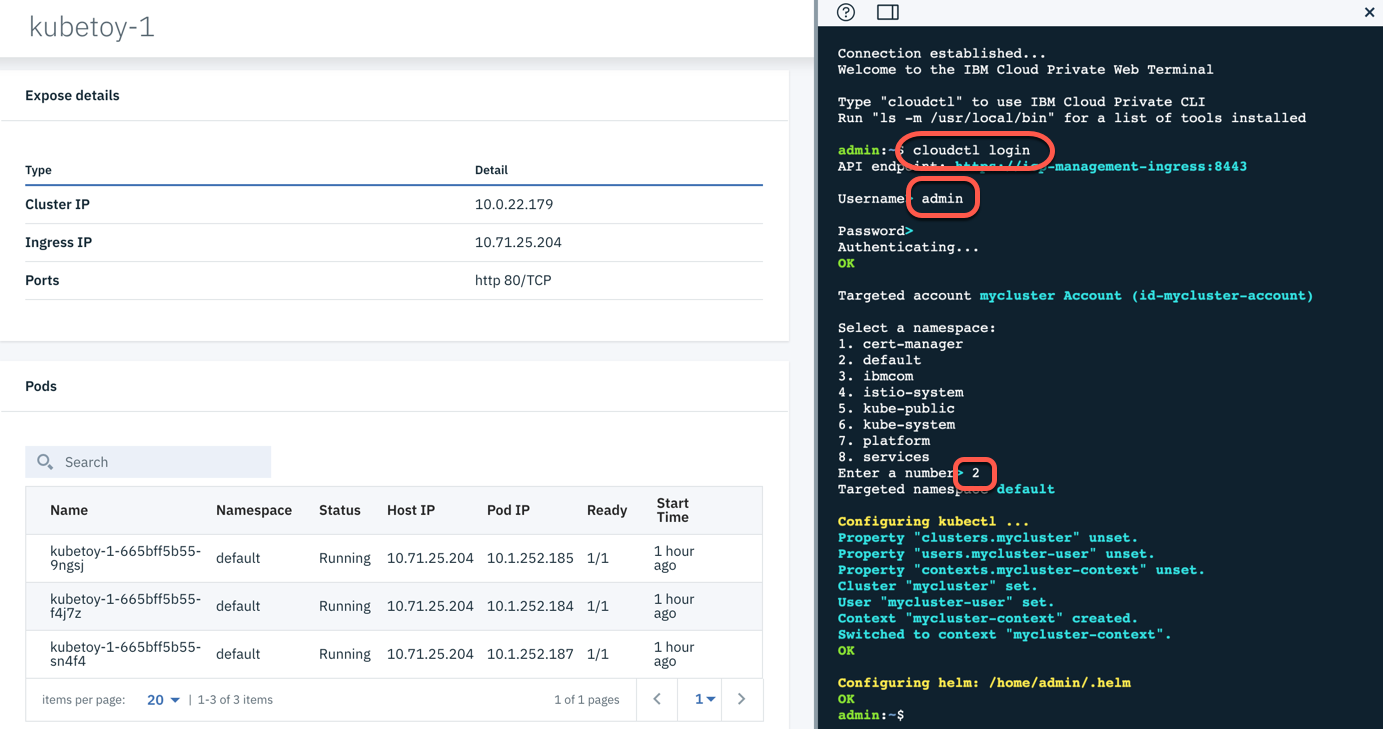 kubetoy-1
Expose details
Type Detail
Cluster IP 10.0.22.179
Ingress IP 10.71.25.204
Ports http 80/TCP
Pods
Search
Name Namespace Status Host IP Pod IP Ready Start
Time
kubetoy-1-665bff5b55-
9ngsj default Running 10.71.25.204 10.1.252.185 1/1 1 hour
ago
kubetoy-1-665bff5b55-
f4j7z default Running 10.71.25.204 10.1.252.184 1/1 1 hour
ago
kubetoy-1-665bff5b55-
sn4f4 default Running 10.71.25.204 10.1.252.187 1/1 1 hour
ago
items per page: 20 | 1-3 of 3 items 1 of 1 pages 1
Connection established...
Welcome to the IBM Cloud Private Web Terminal
Type "cloudctl" to use IBM Cloud Private CLI
Run "ls -m /usr/local/bin" for a list of tools installed
admin:~$ cloudctl login
API endpoint: https://icp-management-ingress:8443
Username> admin
Password>
Authenticating...
OK
Targeted account mycluster Account (id-mycluster-account)
Select a namespace:
1. cert-manager
2. default
3. ibmcom
4. istio-system
5. kube-public
6. kube-system
7. platform
8. services
Enter a number> 2
Targeted namespace default
Configuring kubectl ...
Property "clusters.mycluster" unset.
Property "users.mycluster-user" unset.
Property "contexts.mycluster-context" unset.
Cluster "mycluster" set.
User "mycluster-user" set.
Context "mycluster-context" created.
Switched to context "mycluster-context".
OK
Configuring helm: /home/admin/.helm
OK
admin:~$